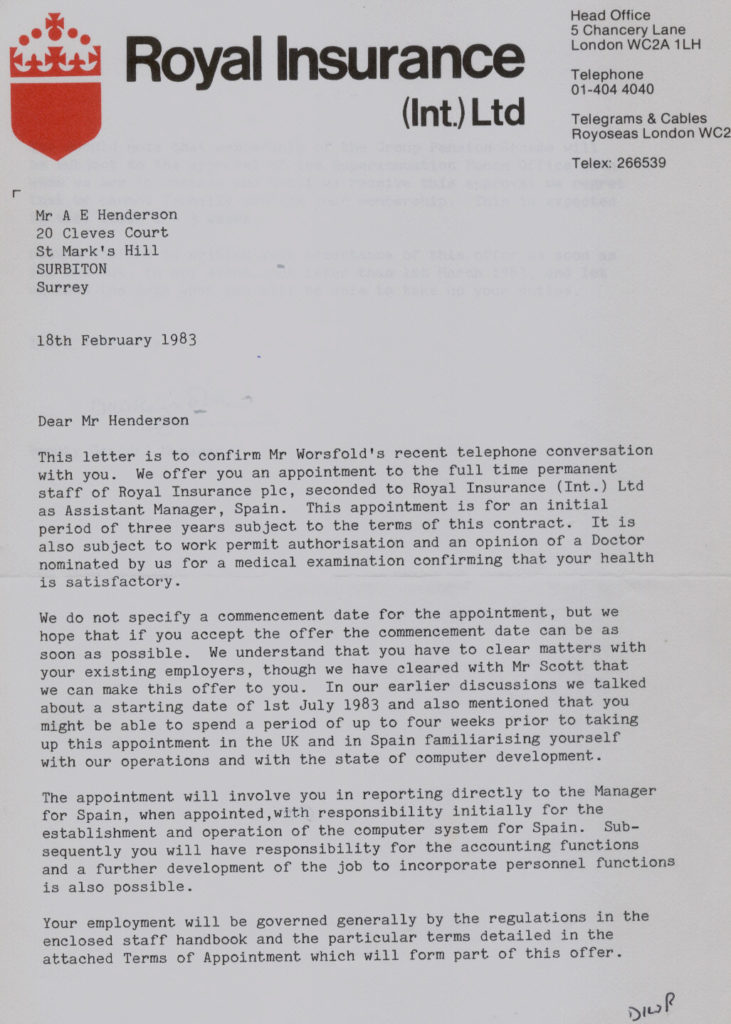 Royal Insurance
(Int.) Ltd
Head Office
5 Chancery Lane
London WC2A 1LH
Telephone
01-404 4040
Telegrams & Cables
Royoseas London WC2
Telex: 266539
Mr A E Henderson
20 Cleves Court
St Mark's Hill
SURBITON
Surrey
18th February 1983
Dear Mr Henderson
This letter is to confirm Mr Worsfold's recent telephone conversation
with you. We offer you an appointment to the full time permanent
staff of Royal Insurance plc, seconded to Royal Insurance (Int.) Ltd
as Assistant Manager, Spain. This appointment is for an initial
period of three years subject to the terms of this contract. It is
also subject to work permit authorisation and an opinion of a Doctor
nominated by us for a medical examination confirming that your health
is satisfactory.
We do not specify a commencement date for the appointment, but we
hope that if you accept the offer the commencement date can be as
soon as possible. We understand that you have to clear matters with
your existing employers, though we have cleared with Mr Scott that
we can make this offer to you. In our earlier discussions we talked
about a starting date of 1st July 1983 and also mentioned that you
might be able to spend a period of up to four weeks prior to taking
up this appointment in the UK and in Spain familiarising yourself
with our operations and with the state of computer development.
The appointment will involve you in reporting directly to the Manager
for Spain, when appointed,with responsibility initially for the
establishment and operation of the computer system for Spain. Sub-
sequently you will have responsibility for the accounting functions
and a further development of the job to incorporate personnel functions
is also possible.
Your employment will be governed generally by the regulations in the
enclosed staff handbook and the particular terms detailed in the
attached Terms of Appointment which will form part of this offer.